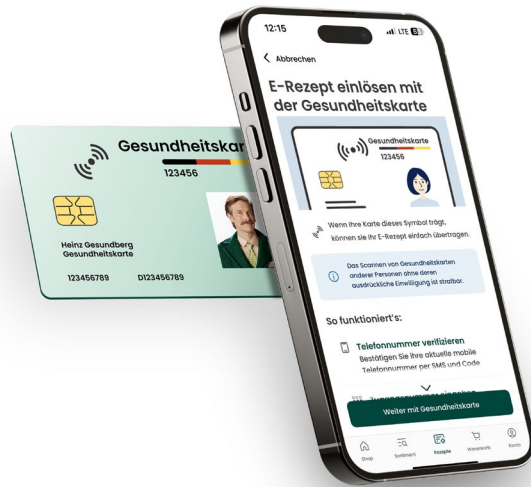 Gesundheitskar
123456
Heinz Gesundberg
Gesundheitskarte
123456789 D123456789
12:15
LTE
Abbrechen
E-Rezept einlösen mit
der Gesundheitskarte
Gesundheitskarte
123456
Wenn Ihre Karte dieses Symbol trägt,
können sie ihr E-Rezept einfach übertragen.
Das Scannen von Gesundheitskarten
anderer Personen ohne deren
ausdrückliche Einwilligung ist strafbar.
So funktioniert's:
Telefonnummer verifizieren
Bestätigen Sie ihre aktuelle mobile
Telefonnummer per SMS und Code
Weiter mit Gesundheitskarte
Shop Sortiment Rezepte Warenkorb Konto